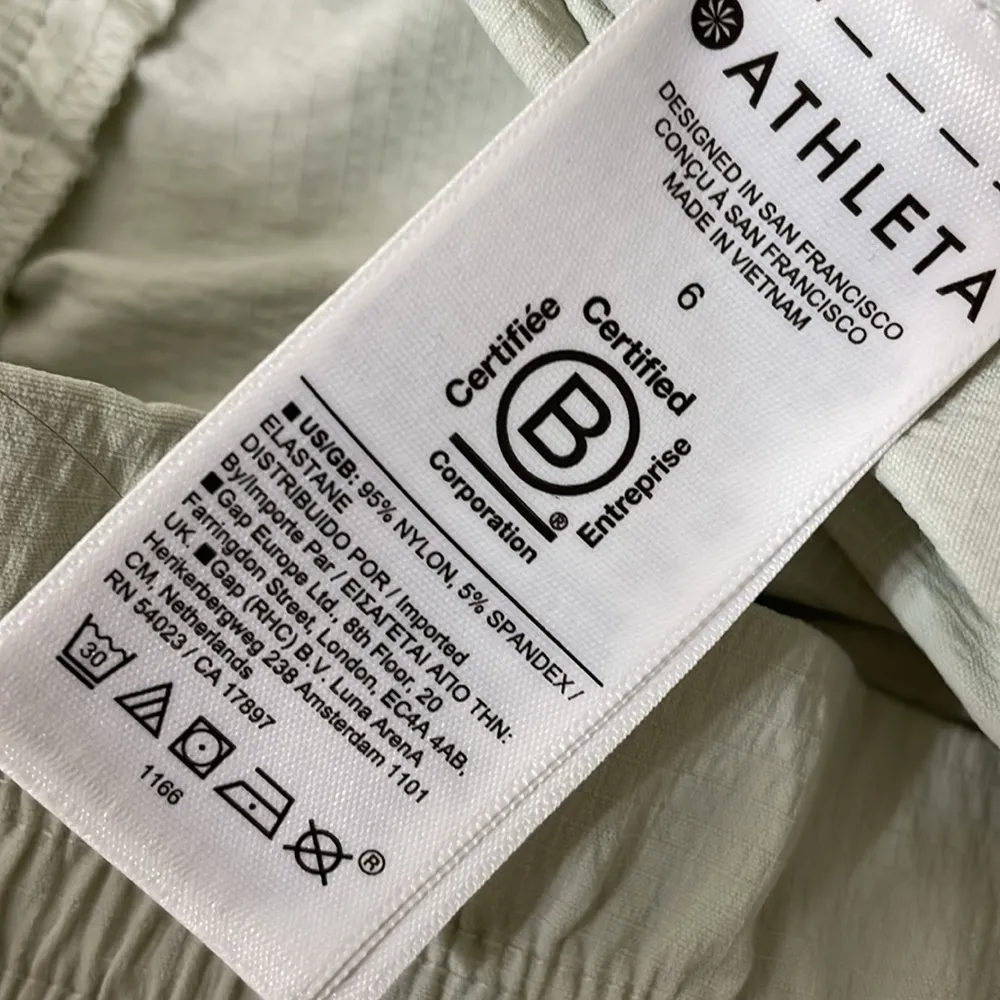 ATHLETA
DESIGNED IN SAN FRANCISCO
CONÇU À SAN FRANCISCO
MADE IN VIETNAM
6
Certifiée
Certified
B
®
Corporation
Entreprise
■US/GB: 95% NYLON, 5% SPANDEX /
ELASTANE
DISTRIBUIDO POR / Imported
By/Importe Par / ΕΙΣΑΓΕΤΑΙ ΑΠΟ ΤΗΝ:
■Gap Europe Ltd, 8th Floor, 20
Farringdon Street, London, EC4A 4AB,
UK ■Gap (RHC) B.V. Luna ArenA
Herikerbergweg 238 Amsterdam 1101
CM, Netherlands
RN 54023 / CA 17897
30
®
1166